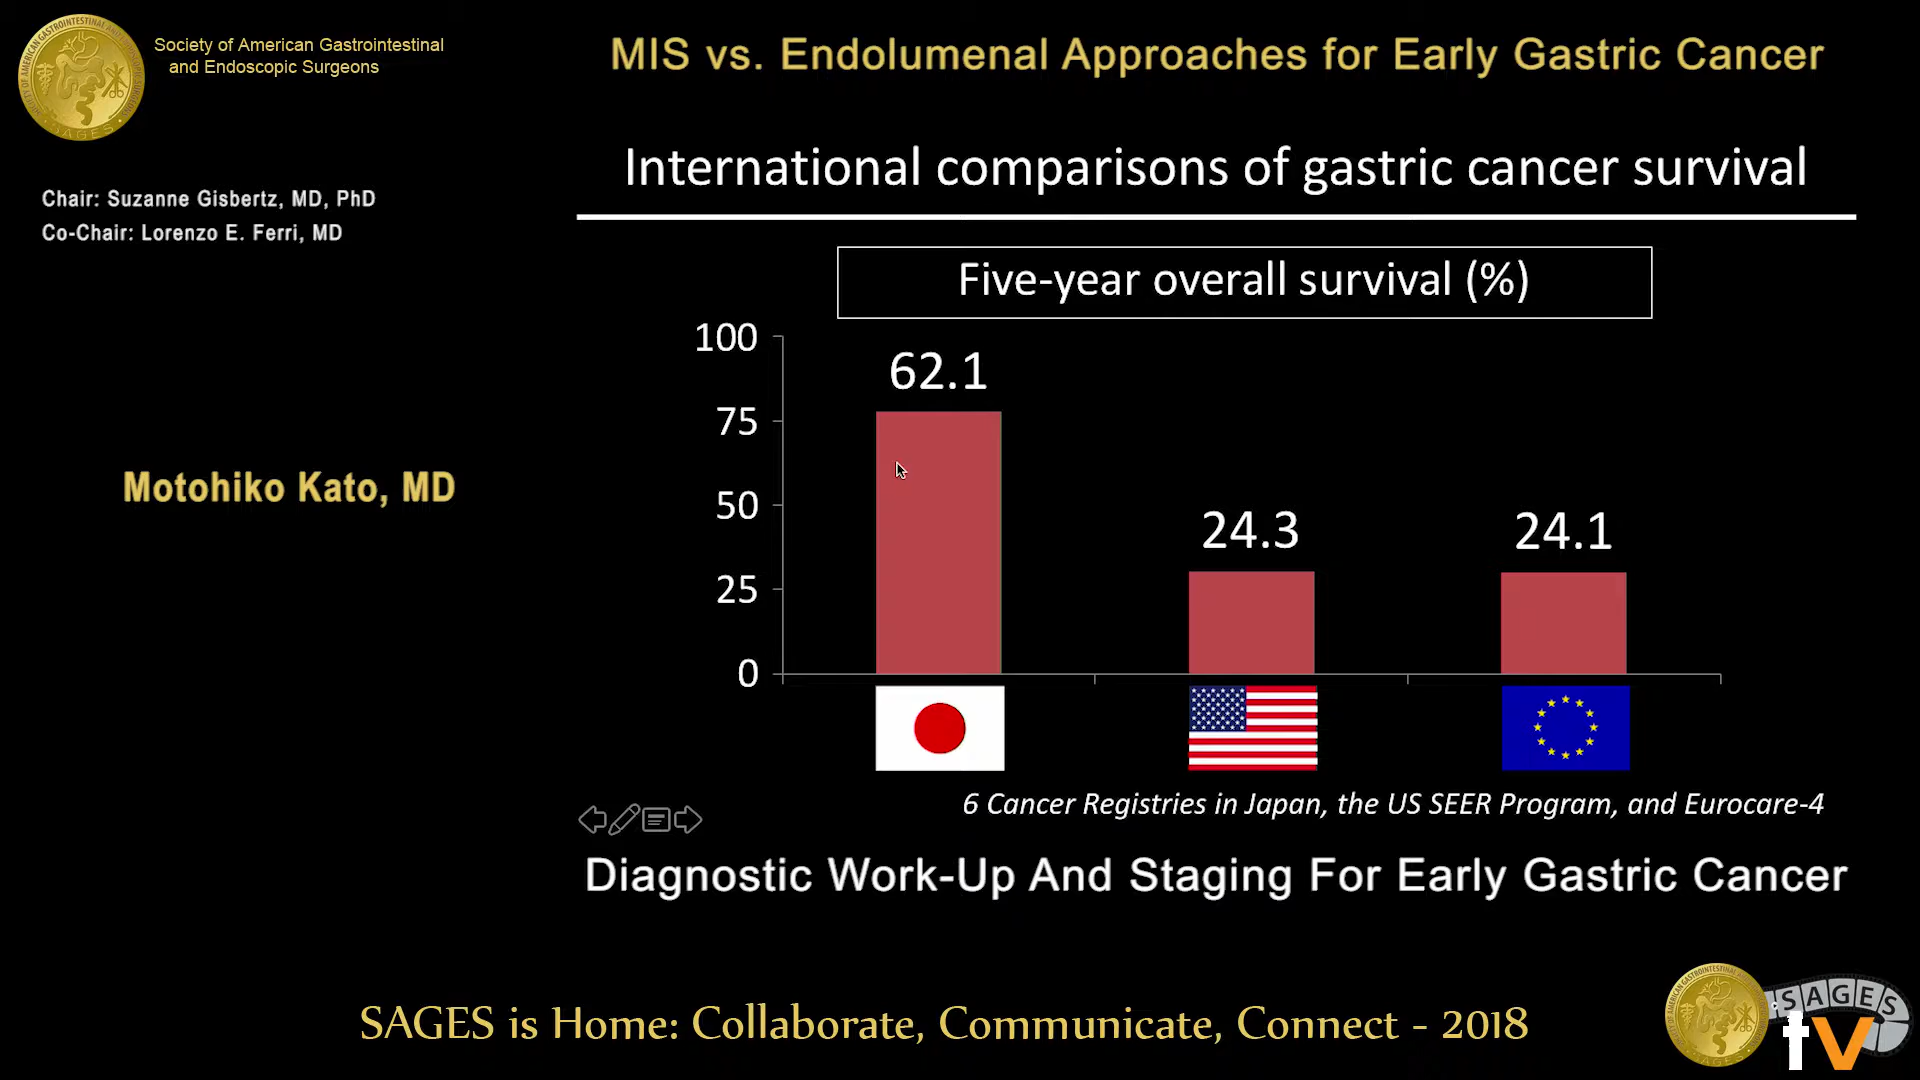 Society of American Gastrointestinal
and Endoscopic Surgeons
MIS vs. Endolumenal Approaches for Early Gastric Cancer
Chair: Suzanne Gisbertz, MD, PhD
Co-Chair: Lorenzo E. Ferri, MD
Motohiko Kato, MD
International comparisons of gastric cancer survival
Five-year overall survival (%)
100
75
50
25
0
62.1
24.3
24.1
6 Cancer Registries in Japan, the US SEER Program, and Eurocare-4
Diagnostic Work-Up And Staging For Early Gastric Cancer
SAGES is Home: Collaborate, Communicate, Connect - 2018
SAGES
tv